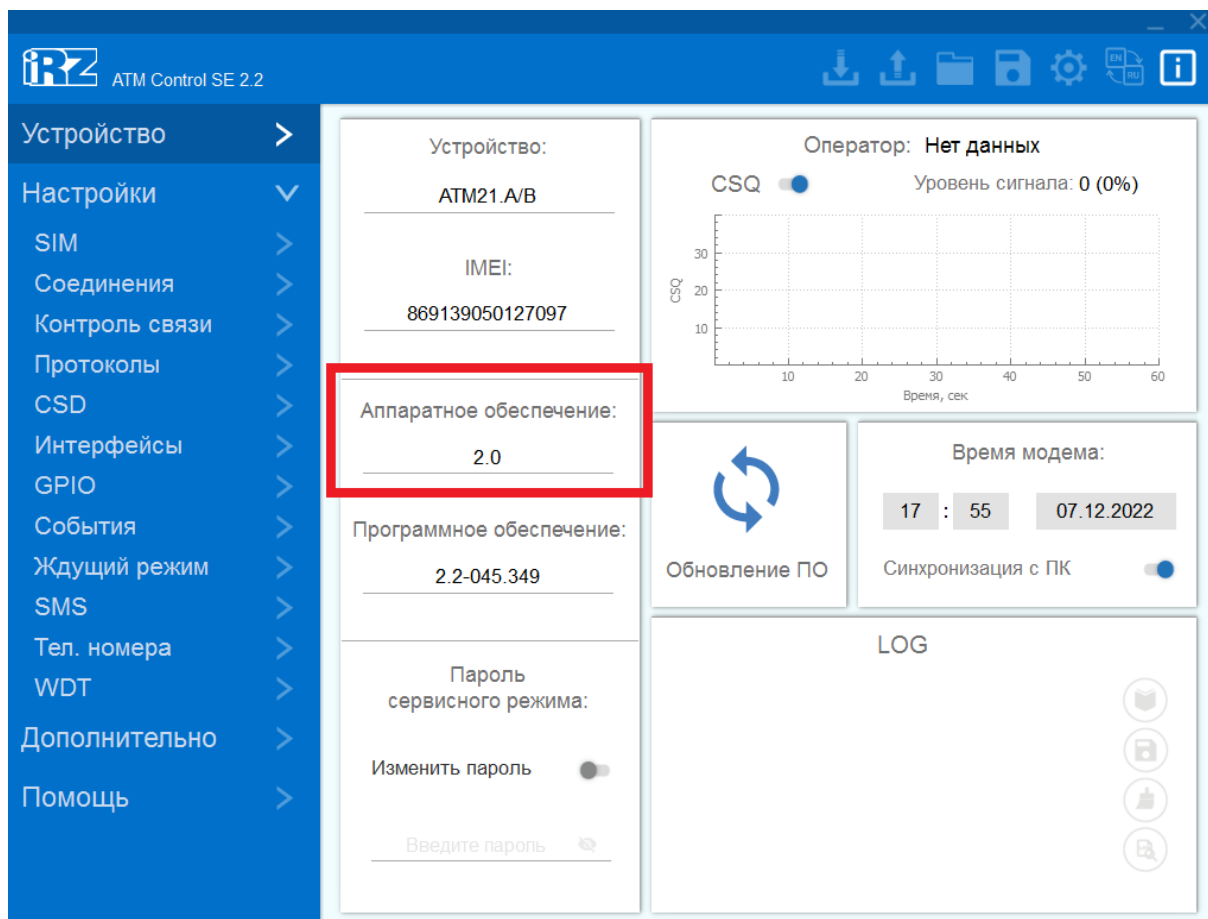 iRZ ATM Control SE 2.2
EN
RU
i
Устройство
Настройки
SIM
Соединения
Контроль связи
Протоколы
CSD
Интерфейсы
GPIO
События
Ждущий режим
SMS
Тел. номера
WDT
Дополнительно
Помощь
Устройство:
ATM21.A/B
IMEI:
869139050127097
Аппаратное обеспечение:
2.0
Программное обеспечение:
2.2-045.349
Пароль
сервисного режима:
Изменить пароль
Введите пароль
Оператор: Нет данных
CSQ Уровень сигнала: 0 (0%)
CSQ
30
20
10
10 20 30 40 50 60
Время, сек
Обновление ПО
Время модема:
17 : 55 07.12.2022
Синхронизация с ПК
LOG